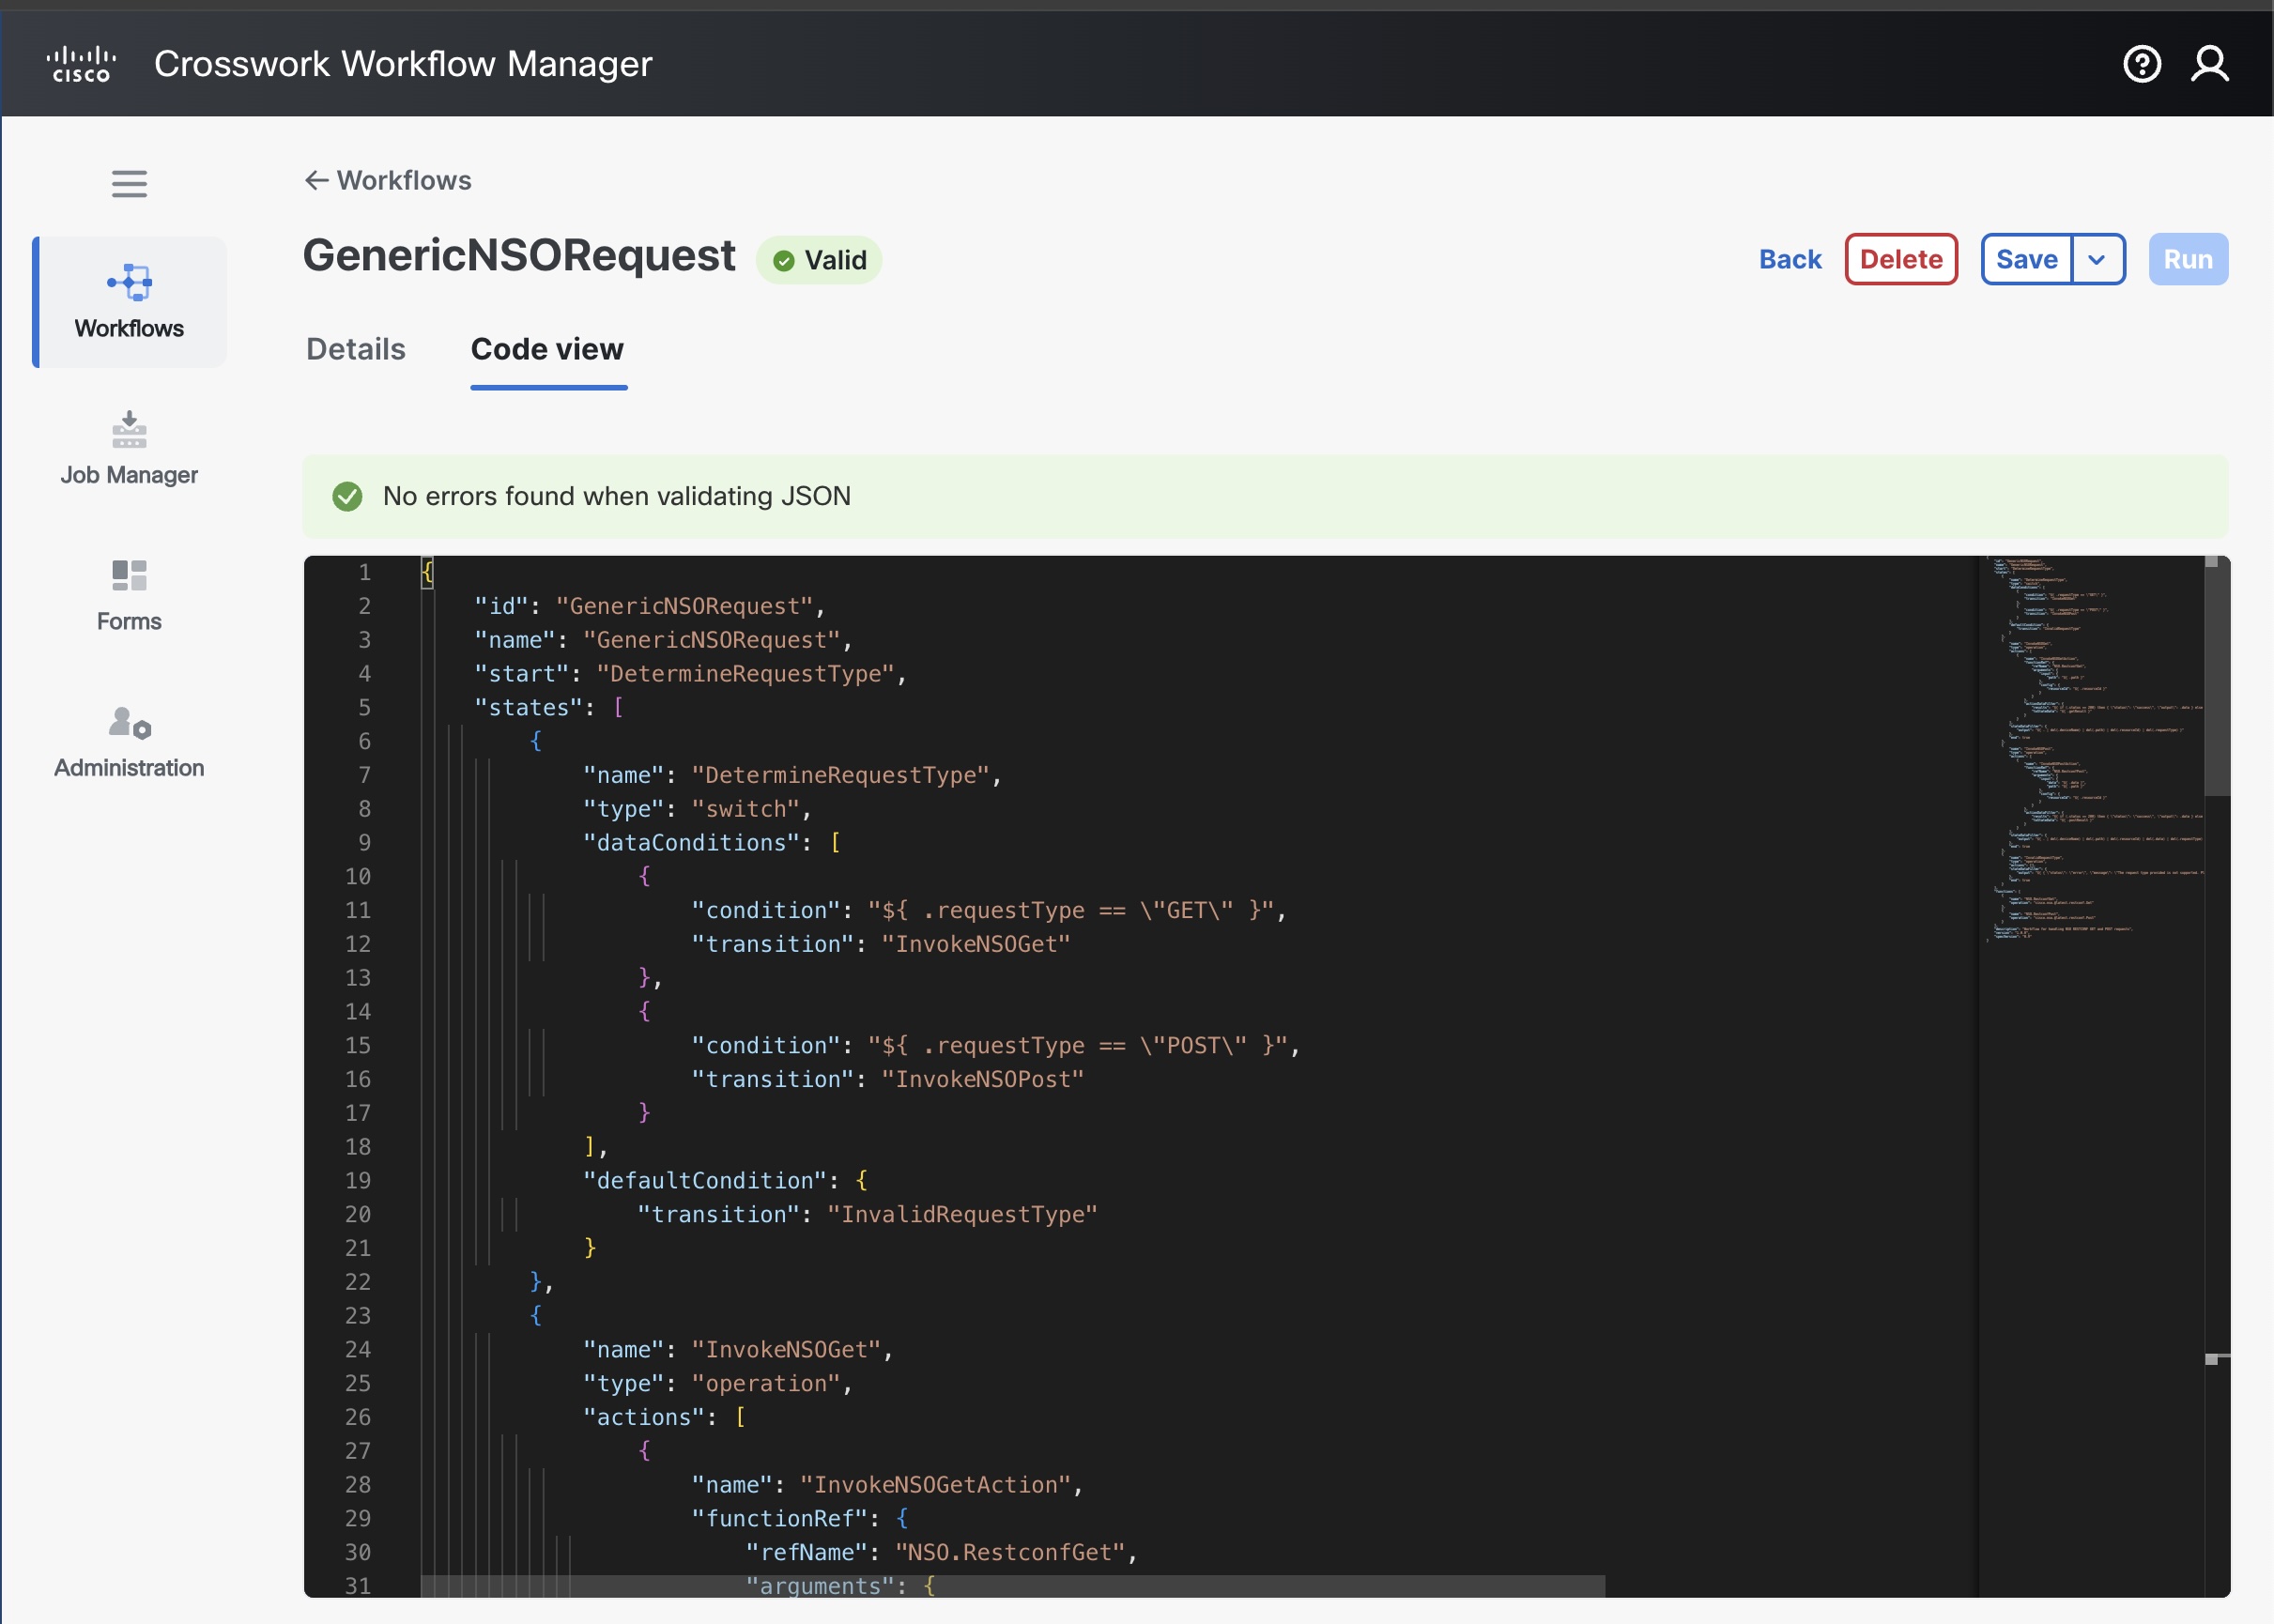 CISCO
Crosswork Workflow Manager
Workflows
GenericNSORequest
Valid
Back
Delete
Save
Run
Workflows
Job Manager
Forms
Administration
Details
Code view
No errors found when validating JSON
1 {
2 "id": "GenericNSORequest",
3 "name": "GenericNSORequest",
4 "start": "DetermineRequestType",
5 "states": [
6 {
7 "name": "DetermineRequestType",
8 "type": "switch",
9 "dataConditions": [
10 {
11 "condition": "${ .requestType == \"GET\" }",
12 "transition": "InvokeNSOGet"
13 },
14 {
15 "condition": "${ .requestType == \"POST\" }",
16 "transition": "InvokeNSOPost"
17 }
18 ],
19 "defaultCondition": {
20 "transition": "InvalidRequestType"
21 }
22 },
23 {
24 "name": "InvokeNSOGet",
25 "type": "operation",
26 "actions": [
27 {
28 "name": "InvokeNSOGetAction",
29 "functionRef": {
30 "refName": "NSO.RestconfGet",
31 "arguments": {